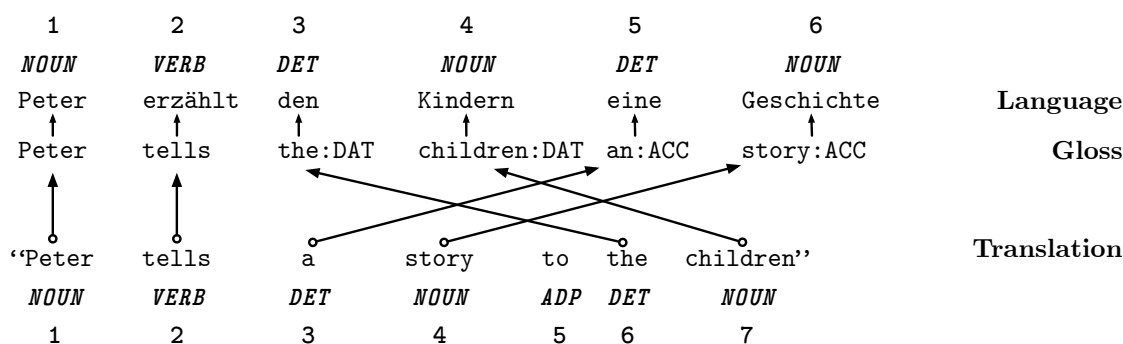 1 2 3 4 5 6
NOUN VERB DET NOUN DET NOUN
Peter erzählt den Kindern eine Geschichte Language
Peter tells the:DAT children:DAT an:ACC story:ACC Gloss
“Peter tells a story to the children” Translation
NOUN VERB DET NOUN ADP DET NOUN
1 2 3 4 5 6 7